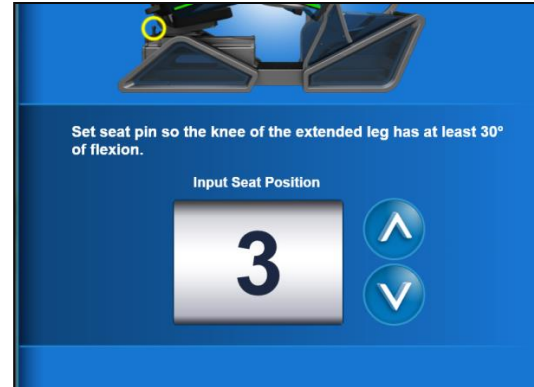 Set seat pin so the knee of the extended leg has at least 30º
of flexion.
Input Seat Position
3